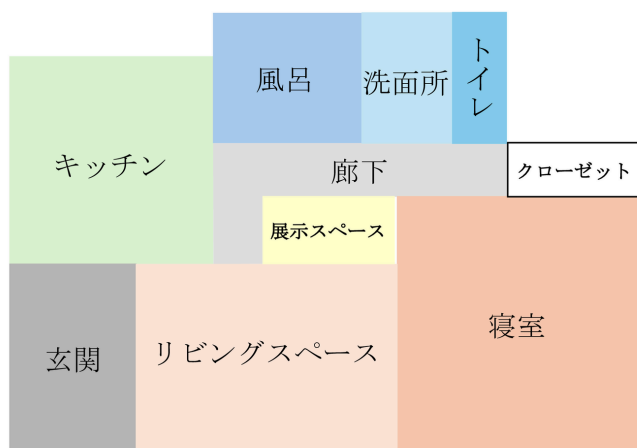 風呂
洗面所
トイレ
キッチン
廊下
クローゼット
展示スペース
玄関
リビングスペース
寝室